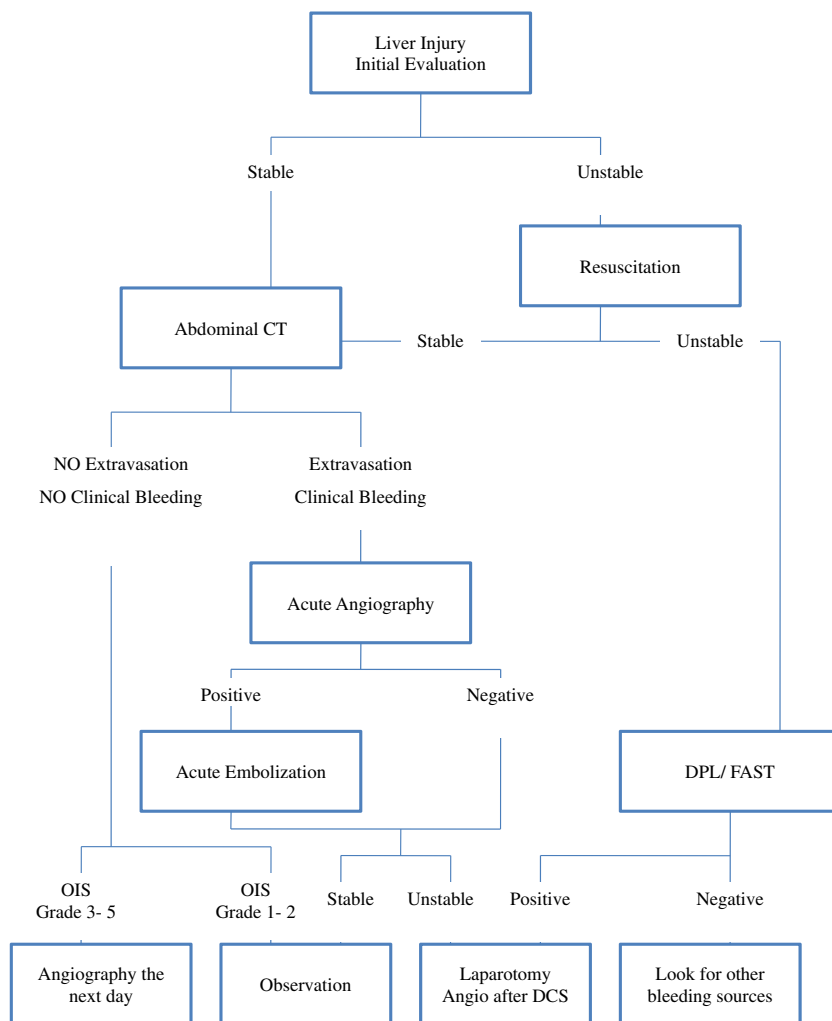 Liver Injury
Initial Evaluation
Stable
Unstable
Resuscitation
Abdominal CT
Stable
Unstable
NO Extravasation
NO Clinical Bleeding
Extravasation
Clinical Bleeding
Acute Angiography
Positive
Negative
Acute Embolization
DPL/ FAST
OIS
Grade 3- 5
OIS
Grade 1- 2
Stable
Unstable
Positive
Negative
Angiography the
next day
Observation
Laparotomy
Angio after DCS
Look for other
bleeding sources